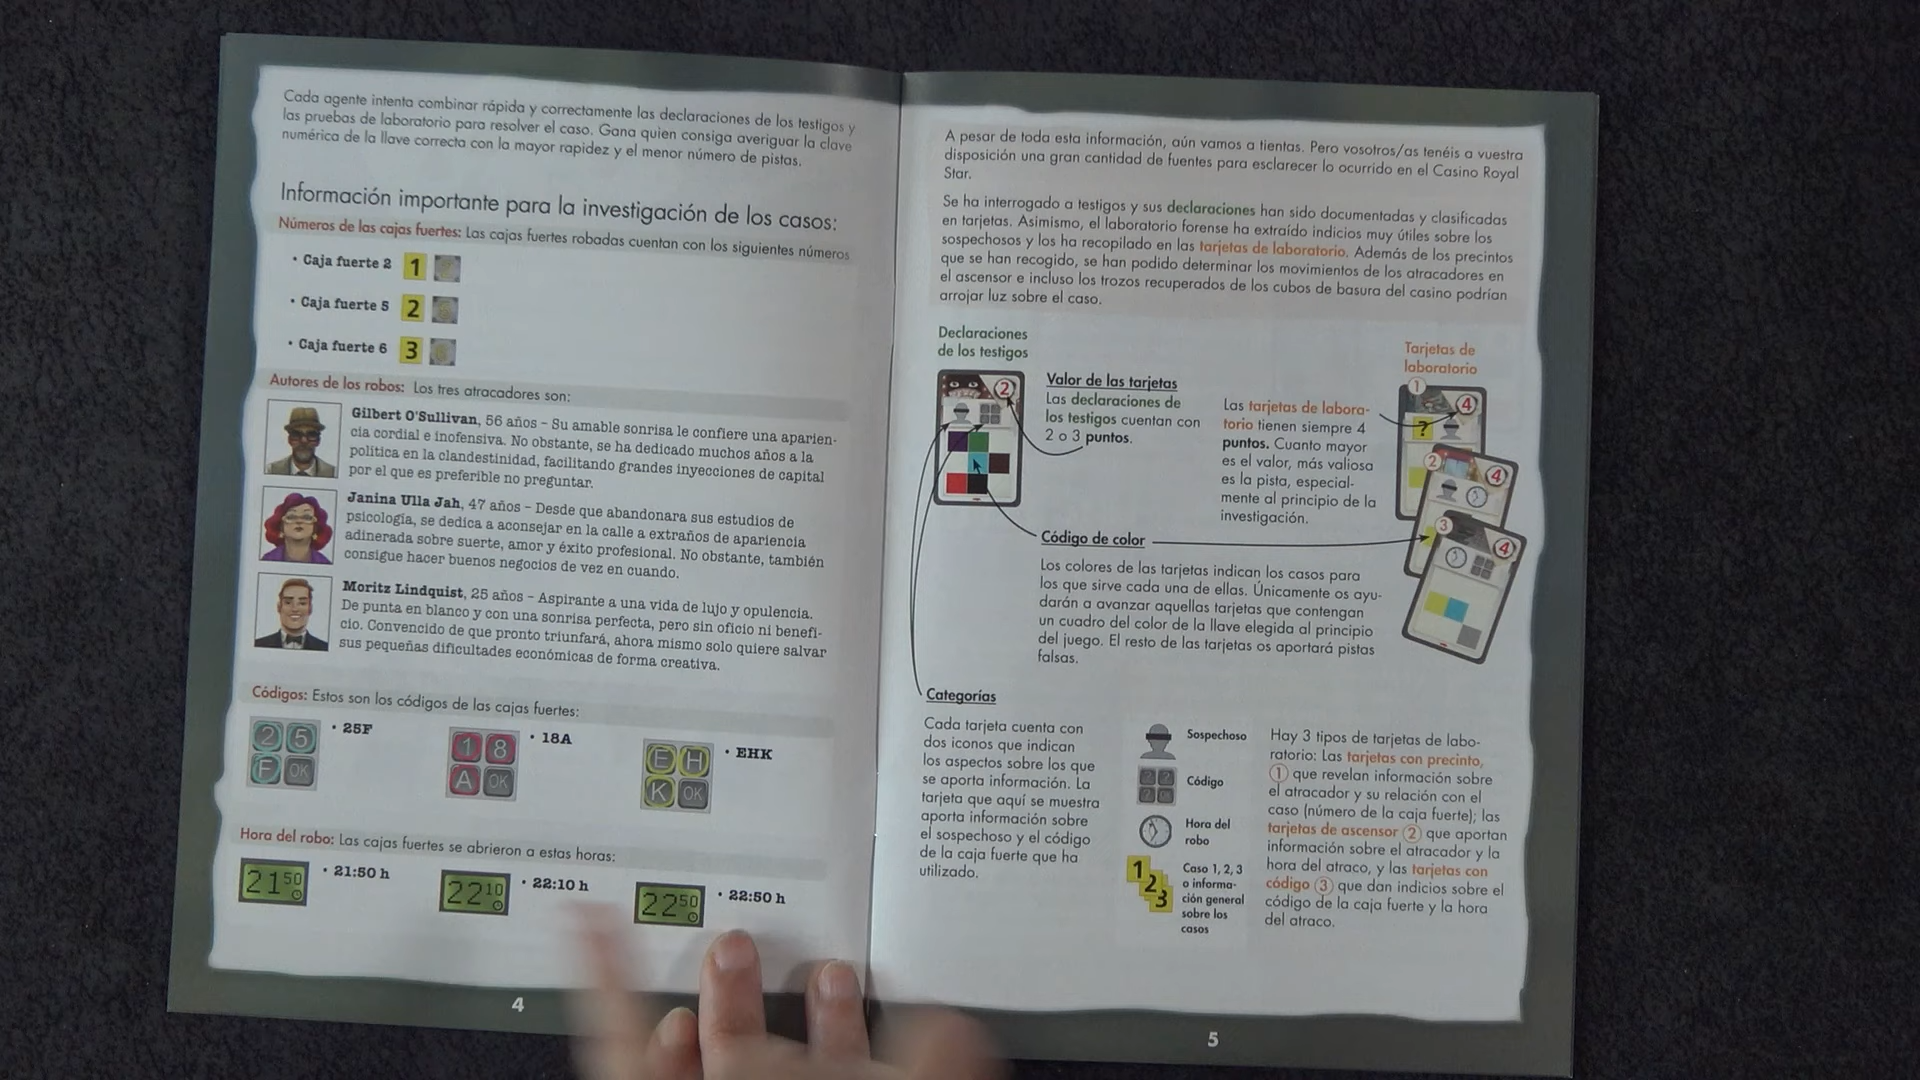 Cada agente intenta combinar rápida y correctamente las declaraciones de los testigos y
las pruebas de laboratorio para resolver el caso. Gana quien consiga averiguar la clave
numérica de la llave correcta con la mayor rapidez y el menor número de pistas.
Información importante para la investigación de los casos:
Números de las cajas fuertes: Las cajas fuertes robadas cuentan con los siguientes números
• Caja fuerte 2 1
• Caja fuerte 5 2
• Caja fuerte 6 3
Autores de los robos: Los tres atracadores son:
Gilbert O'Sullivan, 56 años – Su amable sonrisa le confiere una aparien-
cia cordial e inofensiva. No obstante, se ha dedicado muchos años a la
política en la clandestinidad, facilitando grandes inyecciones de capital
por el que es preferible no preguntar.
Janina Ulla Jah, 47 años – Desde que abandonara sus estudios de
psicología, se dedica a aconsejar en la calle a extraños de apariencia
adinerada sobre suerte, amor y éxito profesional. No obstante, también
consigue hacer buenos negocios de vez en cuando.
Moritz Lindquist, 25 años – Aspirante a una vida de lujo y opulencia.
De punta en blanco y con una sonrisa perfecta, pero sin oficio ni benefi-
cio. Convencido de que pronto triunfará, ahora mismo solo quiere salvar
sus pequeñas dificultades económicas de forma creativa.
Códigos: Estos son los códigos de las cajas fuertes:
2 5 F OK • 25F
1 8 A OK • 18A
E H K OK • EHK
Hora del robo: Las cajas fuertes se abrieron a estas horas:
21 50 • 21:50 h
22 10 • 22:10 h
22 50 • 22:50 h
4
A pesar de toda esta información, aún vamos a tientas. Pero vosotros/as tenéis a vuestra
disposición una gran cantidad de fuentes para esclarecer lo ocurrido en el Casino Royal
Star.
Se ha interrogado a testigos y sus declaraciones han sido documentadas y clasificadas
en tarjetas. Asimismo, el laboratorio forense ha extraído indicios muy útiles sobre los
sospechosos y los ha recopilado en las tarjetas de laboratorio. Además de los precintos
que se han recogido, se han podido determinar los movimientos de los atracadores en
el ascensor e incluso los trozos recuperados de los cubos de basura del casino podrían
arrojar luz sobre el caso.
Declaraciones
de los testigos
2
Valor de las tarjetas
Las declaraciones de
los testigos cuentan con
2 o 3 puntos.
Las tarjetas de labora-
torio tienen siempre 4
puntos. Cuanto mayor
es el valor, más valiosa
es la pista, especial-
mente al principio de la
investigación.
Tarjetas de
laboratorio
1 4
?
2 4
3 4
Código de color
Los colores de las tarjetas indican los casos para
los que sirve cada una de ellas. Únicamente os ayu-
darán a avanzar aquellas tarjetas que contengan
un cuadro del color de la llave elegida al principio
del juego. El resto de las tarjetas os aportará pistas
falsas.
Categorías
Cada tarjeta cuenta con
dos iconos que indican
los aspectos sobre los que
se aporta información. La
tarjeta que aquí se muestra
aporta información sobre
el sospechoso y el código
de la caja fuerte que ha
utilizado.
Sospechoso
Código
Hora del
robo
1 2 3
Caso 1, 2, 3
o informa-
ción general
sobre los
casos
Hay 3 tipos de tarjetas de labo-
ratorio: Las tarjetas con precinto,
1 que revelan información sobre
el atracador y su relación con el
caso (número de la caja fuerte); las
tarjetas de ascensor 2 que aportan
información sobre el atracador y la
hora del atraco, y las tarjetas con
código 3 que dan indicios sobre el
código de la caja fuerte y la hora
del atraco.
5